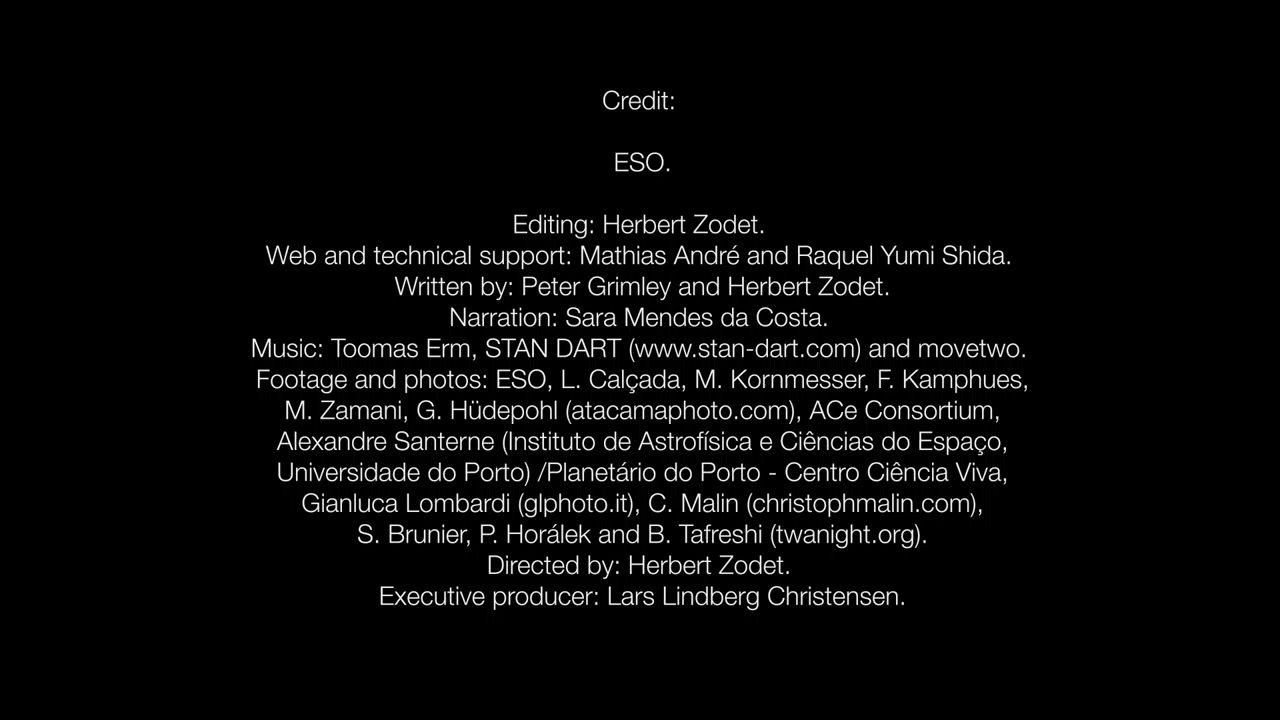 Credit:
ESO.
Editing: Herbert Zodet.
Web and technical support: Mathias André and Raquel Yumi Shida.
Written by: Peter Grimley and Herbert Zodet.
Narration: Sara Mendes da Costa.
Music: Toomas Erm, STAN DART (www.stan-dart.com) and movetwo.
Footage and photos: ESO, L. Calçada, M. Kornmesser, F. Kamphues,
M. Zamani, G. Hüdepohl (atacamaphoto.com), ACe Consortium,
Alexandre Santerne (Instituto de Astrofísica e Ciências do Espaço,
Universidade do Porto) /Planetário do Porto - Centro Ciência Viva,
Gianluca Lombardi (glphoto.it), C. Malin (christophmalin.com),
S. Brunier, P. Horálek and B. Tafreshi (twanight.org).
Directed by: Herbert Zodet.
Executive producer: Lars Lindberg Christensen.